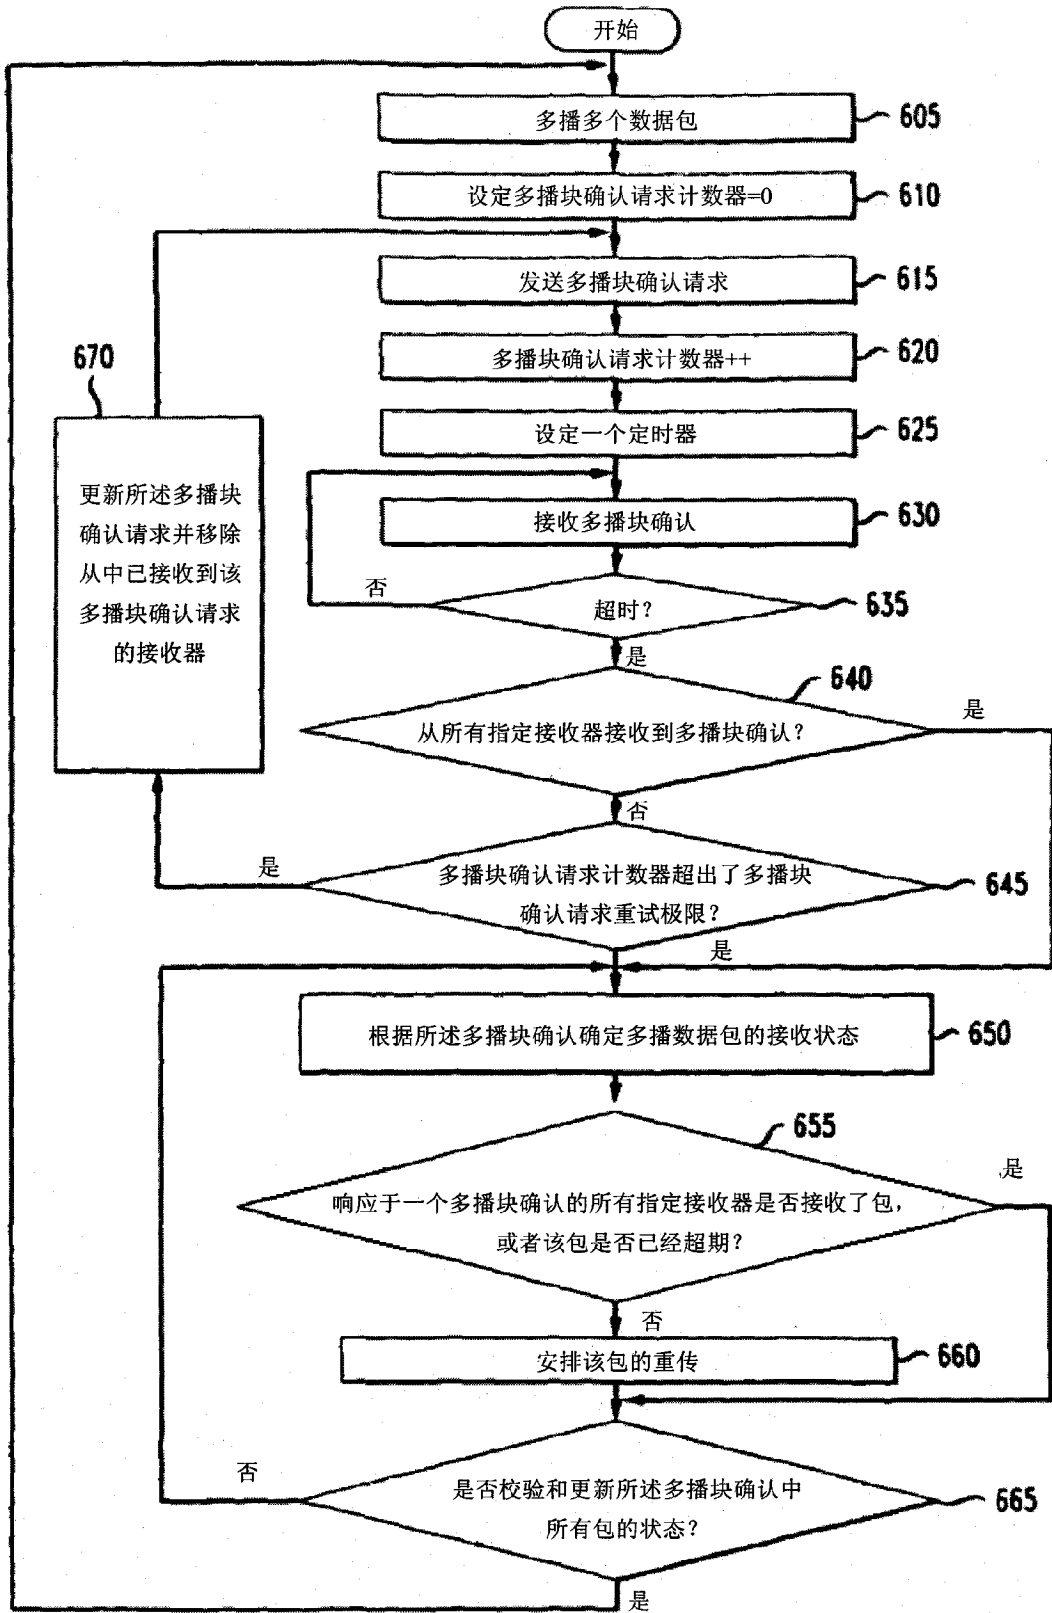 开始
多播多个数据包
605
设定多播块确认请求计数器=0
610
发送多播块确认请求
615
多播块确认请求计数器++
620
设定一个定时器
625
670
更新所述多播块
确认请求并移除
从中已接收到该
多播块确认请求
的接收器
接收多播块确认
630
否
超时？
635
是
640
从所有指定接收器接收到多播块确认？
是
否
是
多播块确认请求计数器超出了多播块
确认请求重试极限？
645
是
根据所述多播块确认确定多播数据包的接收状态
650
655
是
响应于一个多播块确认的所有指定接收器是否接收了包，
或者该包是否已经超期？
否
安排该包的重传
660
否
是否校验和更新所述多播块确认中
所有包的状态？
665
是